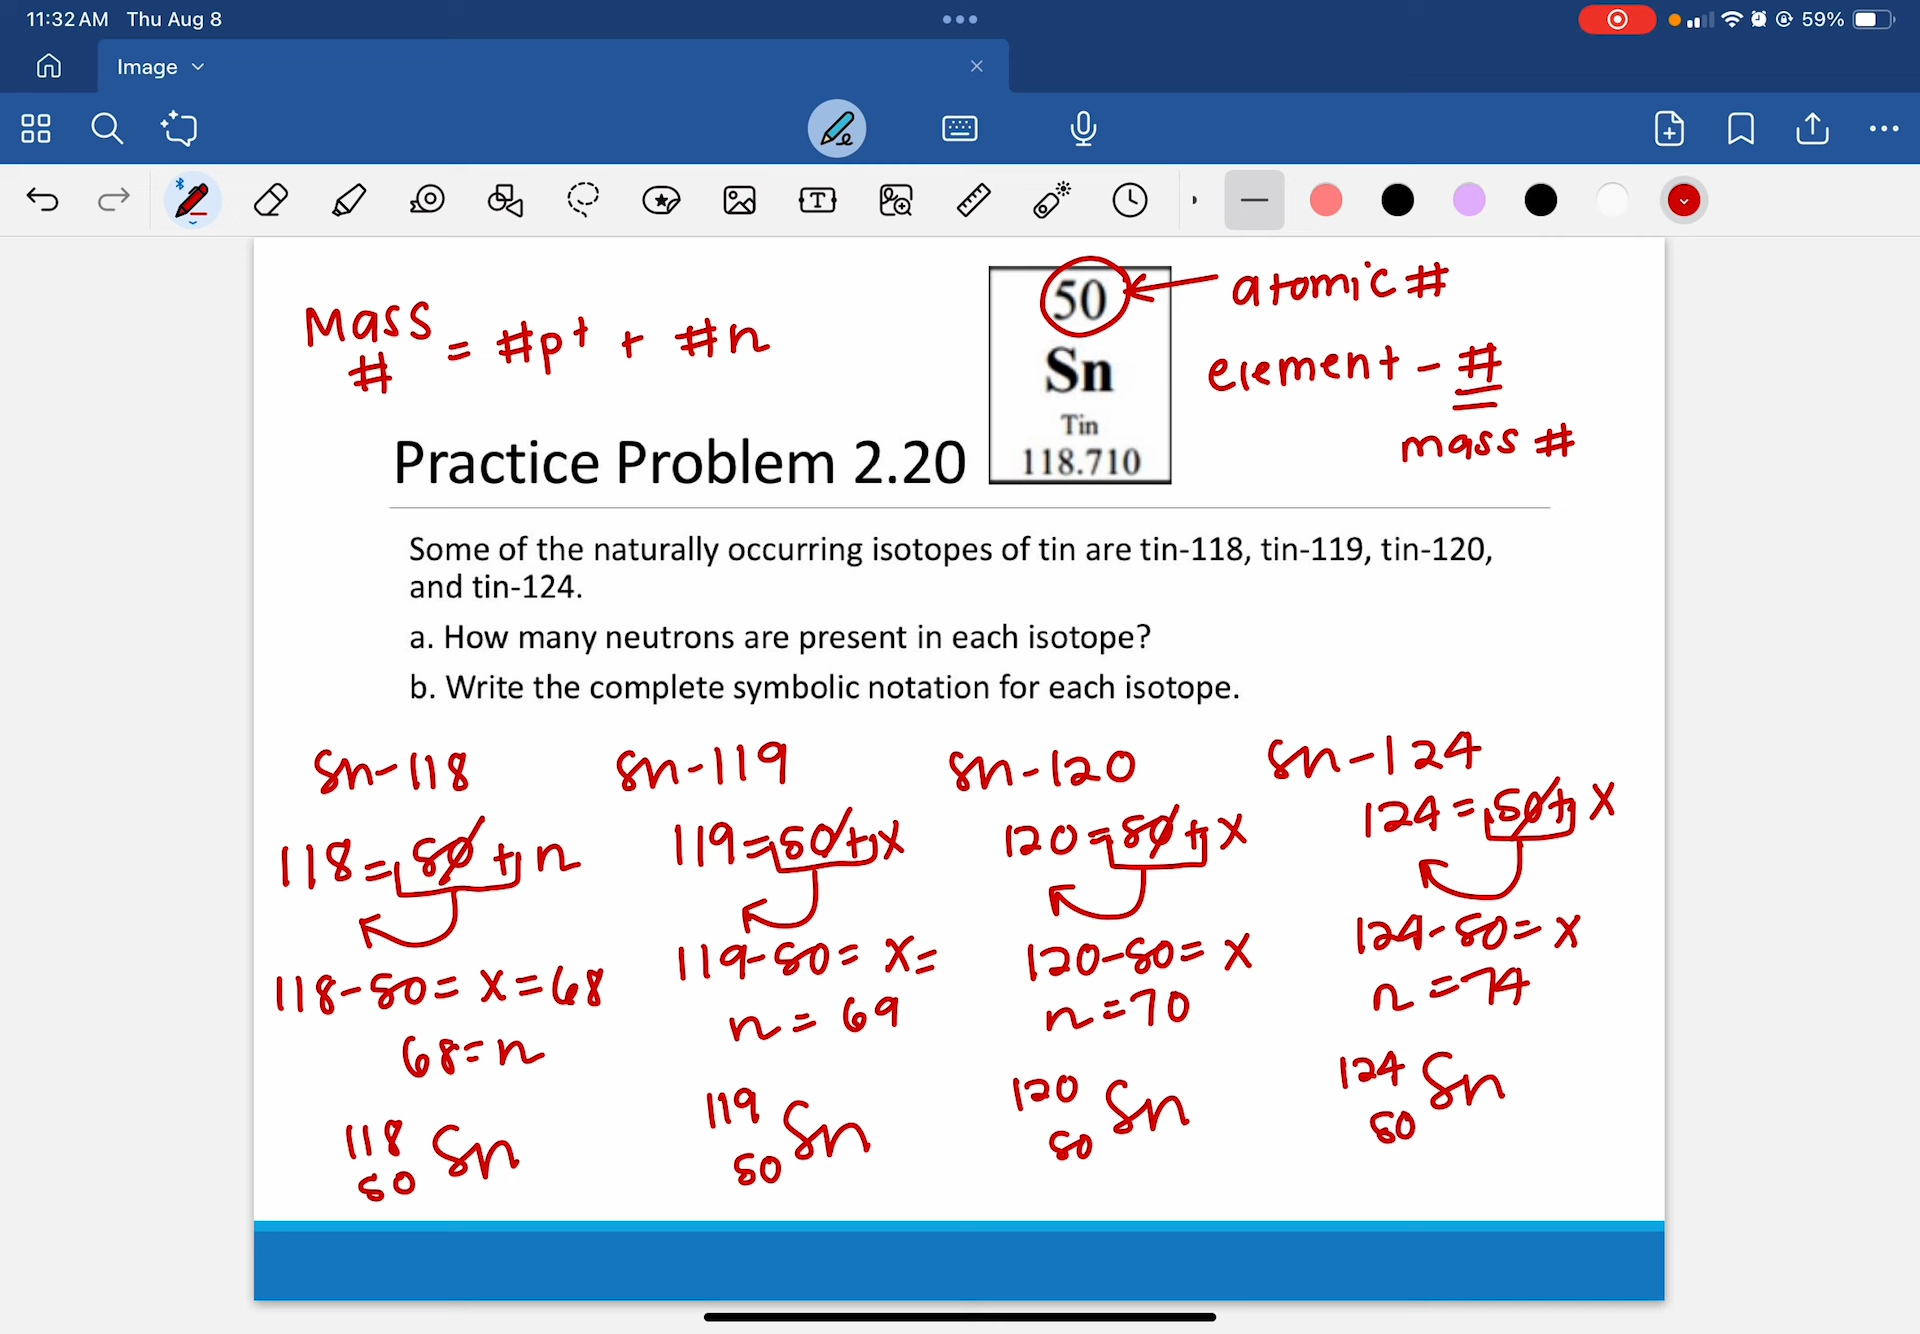 11:32 AM Thu Aug 8
59%
Image
50
atomic #
Mass
# = #p+ + #n
Sn
element - #
Tin
mass #
Practice Problem 2.20
118.710
Some of the naturally occurring isotopes of tin are tin-118, tin-119, tin-120,
and tin-124.
a. How many neutrons are present in each isotope?
b. Write the complete symbolic notation for each isotope.
Sn-118
118 = 50 + n
118-50 = x = 68
68 = n
118
50 Sn
Sn-119
119 = 50 + x
119-50 = x =
n = 69
119
50 Sn
Sn-120
120 = 50 + x
120-50 = x
n = 70
120
50 Sn
Sn-124
124 = 50 + x
124-50 = x
n = 74
124
50 Sn